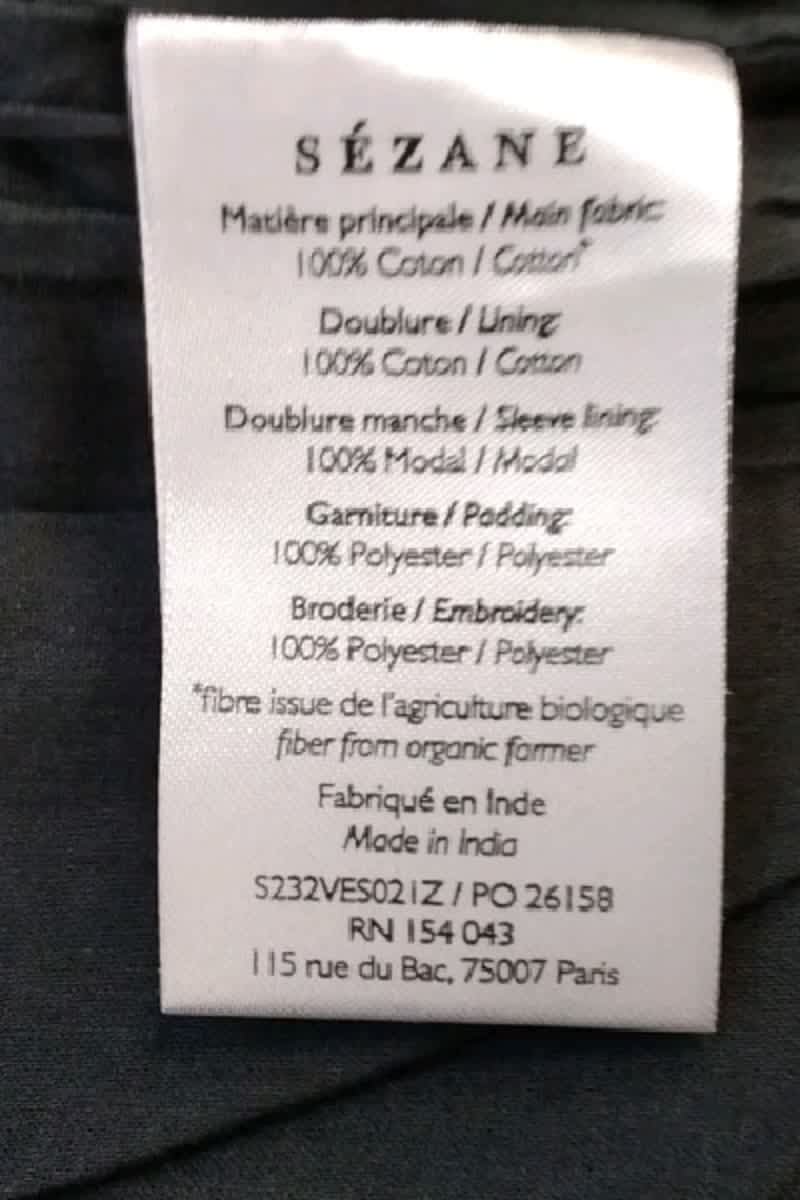 SÉZANE
Matière principale / Main fabric:
100% Coton / Cotton*
Doublure / Lining:
100% Coton / Cotton
Doublure manche / Sleeve lining:
100% Modal / Modal
Garniture / Padding:
100% Polyester / Polyester
Broderie / Embroidery:
100% Polyester / Polyester
*fibre issue de l'agriculture biologique
fiber from organic farmer
Fabriqué en Inde
Made in India
S232VES021Z / PO 26158
RN 154 043
115 rue du Bac, 75007 Paris